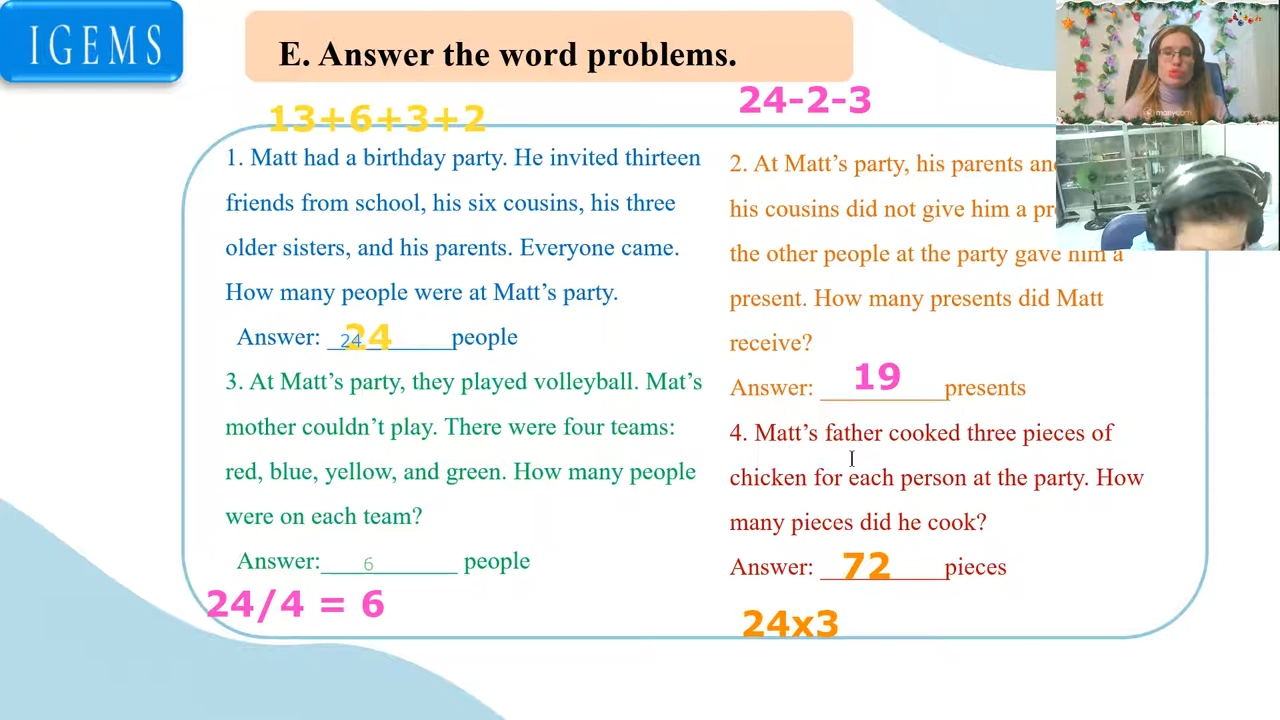 IGEMS
E. Answer the word problems.
13+6+3+2
1. Matt had a birthday party. He invited thirteen
friends from school, his six cousins, his three
older sisters, and his parents. Everyone came.
How many people were at Matt's party.
Answer: 24 24 people
24-2-3
2. At Matt's party, his parents and
his cousins did not give him a
the other people at the party gave him a
present. How many presents did Matt
receive?
Answer: 19 presents
3. At Matt's party, they played volleyball. Mat's
mother couldn't play. There were four teams:
red, blue, yellow, and green. How many people
were on each team?
Answer: 6 people
24/4 = 6
4. Matt's father cooked three pieces of
chicken for each person at the party. How
many pieces did he cook?
Answer: 72 pieces
24x3